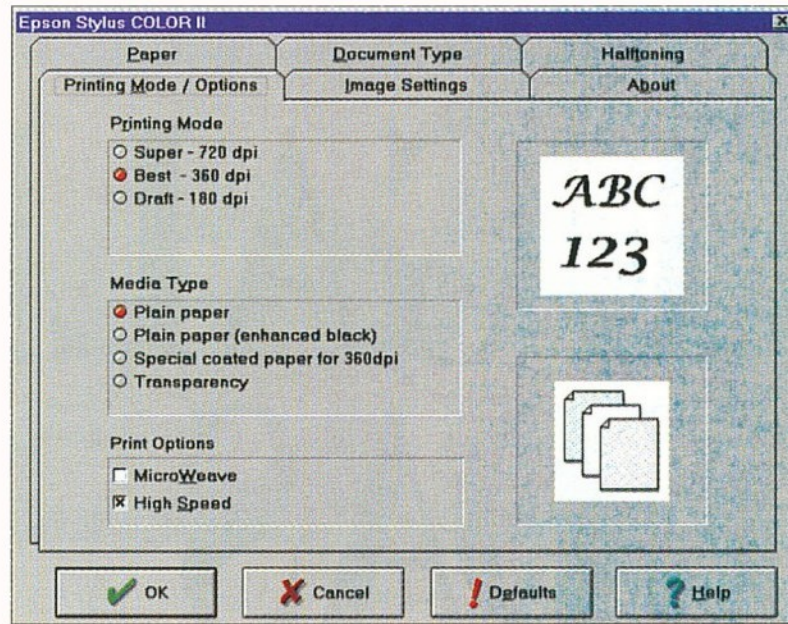 Epson Stylus COLOR II
Paper
Document Type
Halftoning
Printing Mode / Options
Image Settings
About
Printing Mode
Super - 720 dpi
Best - 360 dpi
Draft - 180 dpi
ABC
123
Media Type
Plain paper
Plain paper (enhanced black)
Special coated paper for 360dpi
Transparency
Print Options
MicroWeave
High Speed
OK
Cancel
Defaults
Help